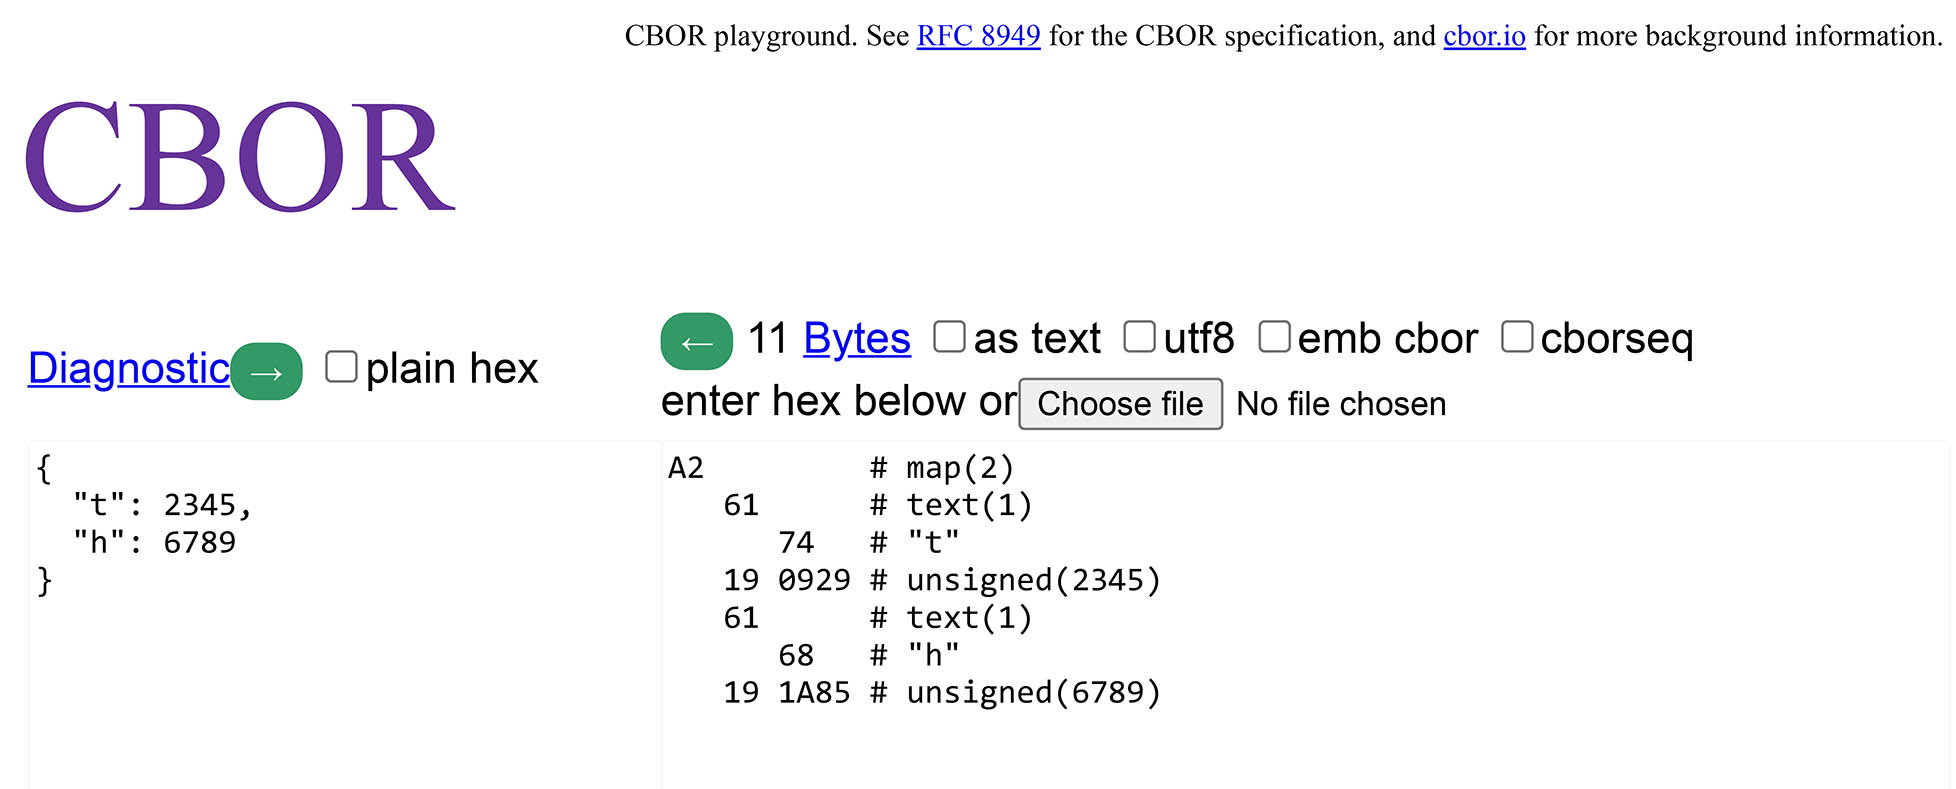 CBOR playground. See RFC 8949 for the CBOR specification, and cbor.io for more background information.
CBOR
Diagnostic → plain hex
← 11 Bytes as text utf8 emb cbor cborseq
enter hex below or Choose file No file chosen
{
  "t": 2345,
  "h": 6789
}
A2         # map(2)
   61      # text(1)
      74   # "t"
   19 0929 # unsigned(2345)
   61      # text(1)
      68   # "h"
   19 1A85 # unsigned(6789)